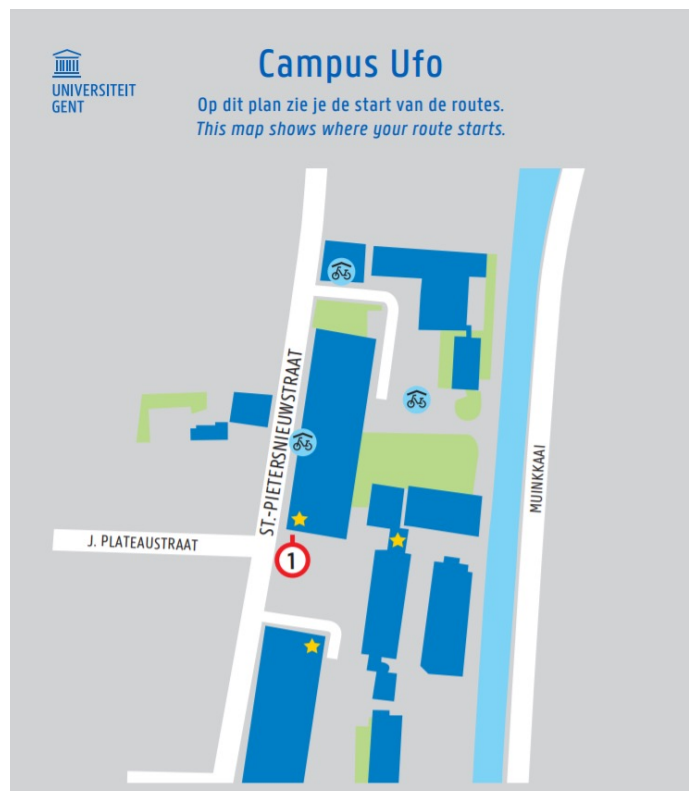 Campus Ufo
UNIVERSITEIT
GENT
Op dit plan zie je de start van de routes.
This map shows where your route starts.
ST.-PIETERSNIEUWSTRAAT
MUINKKAAI
J. PLATEAUSTRAAT
1